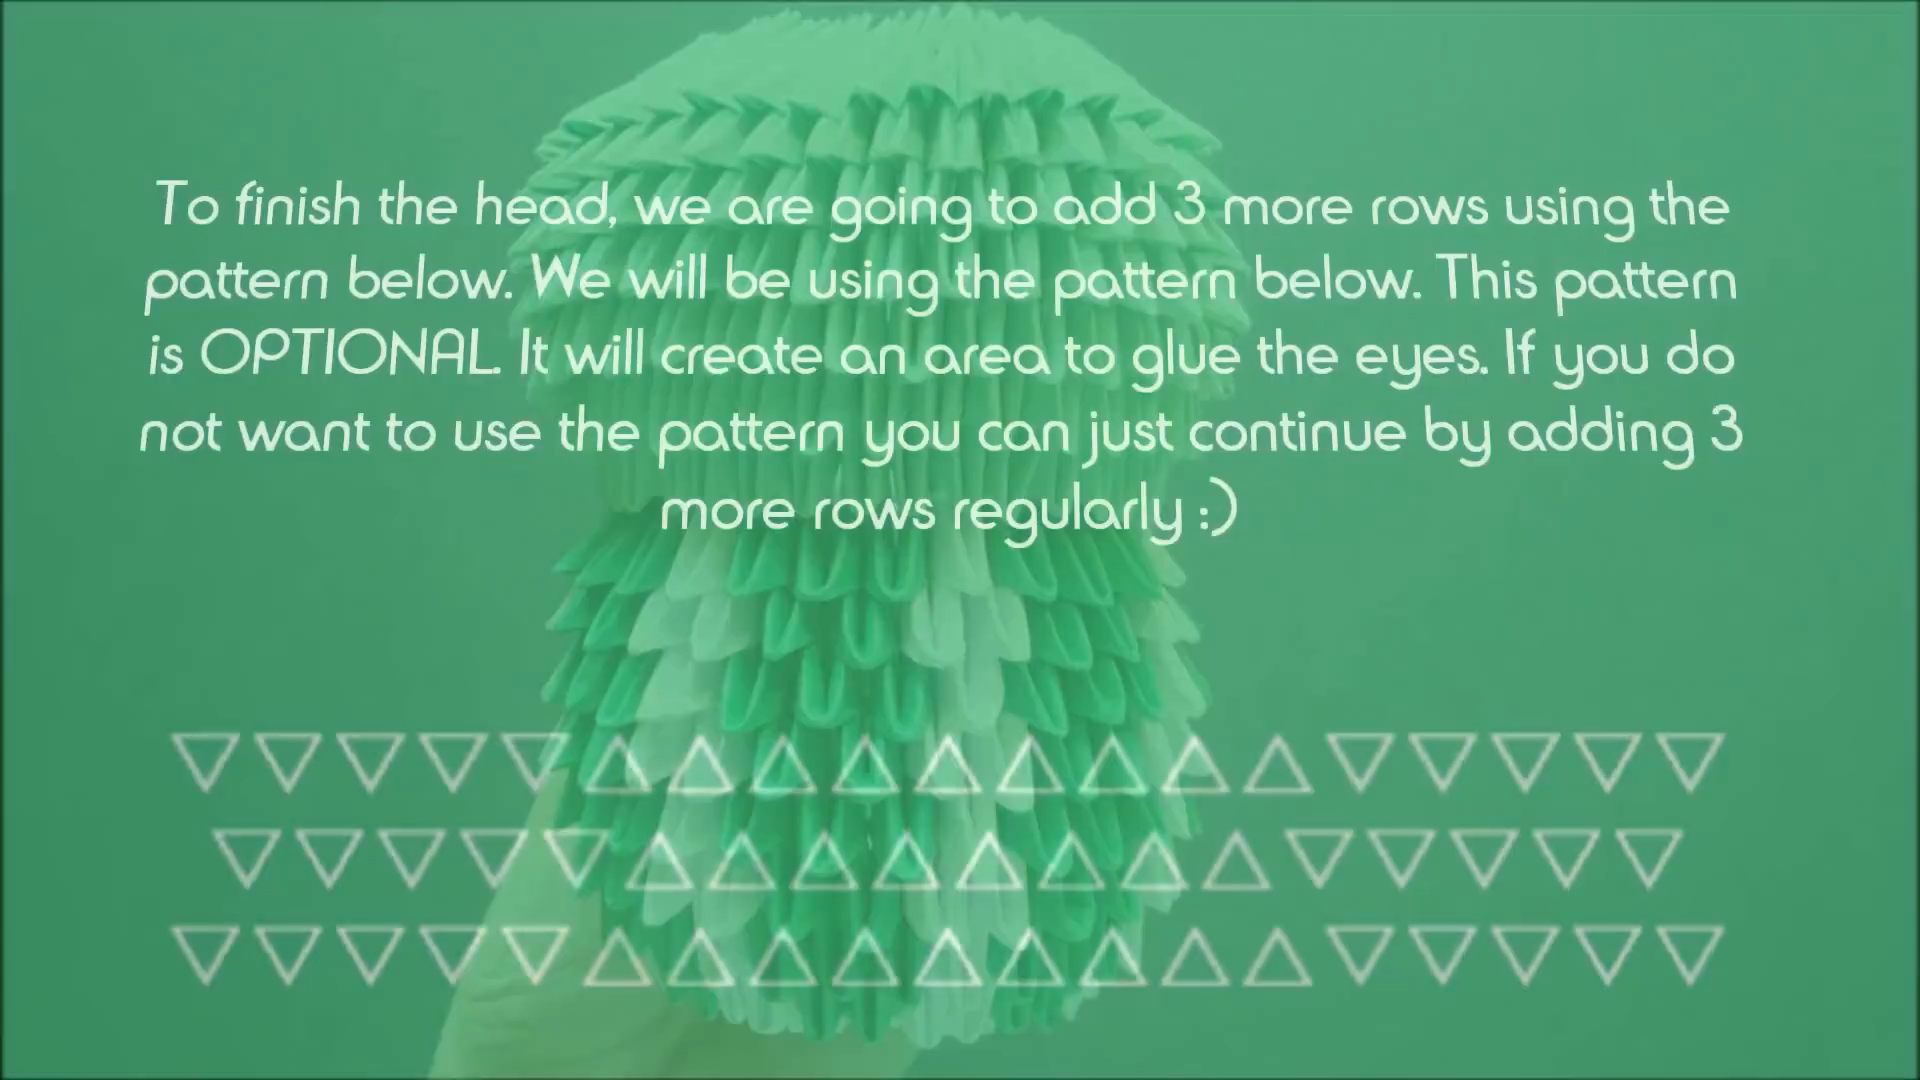 To finish the head, we are going to add 3 more rows using the
pattern below. We will be using the pattern below. This pattern
is OPTIONAL. It will create an area to glue the eyes. If you do
not want to use the pattern you can just continue by adding 3
more rows regularly :)